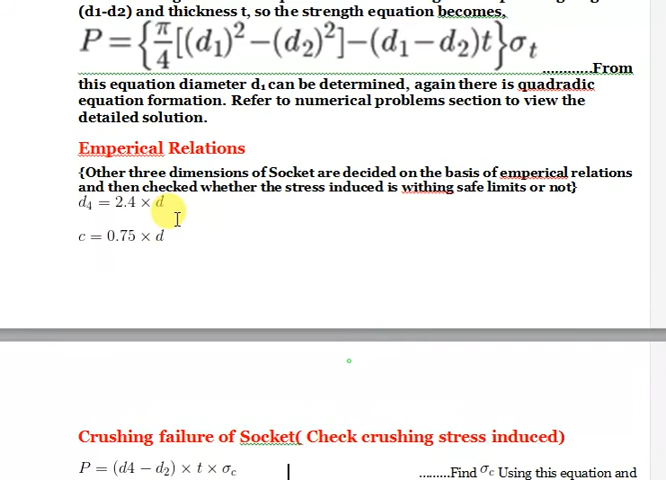 (d1-d2) and thickness t, so the strength equation becomes,
P={π/4[(d₁)²−(d₂)²]−(d₁−d₂)t}σₜ ............From
this equation diameter d₁ can be determined, again there is quadradic
equation formation. Refer to numerical problems section to view the
detailed solution.
Emperical Relations
{Other three dimensions of Socket are decided on the basis of emperical relations
and then checked whether the stress induced is withing safe limits or not}
d₄ = 2.4 × d
c = 0.75 × d
Crushing failure of Socket( Check crushing stress induced)
P = (d4 − d₂) × t × σ꜀ .........Find σ꜀ Using this equation and